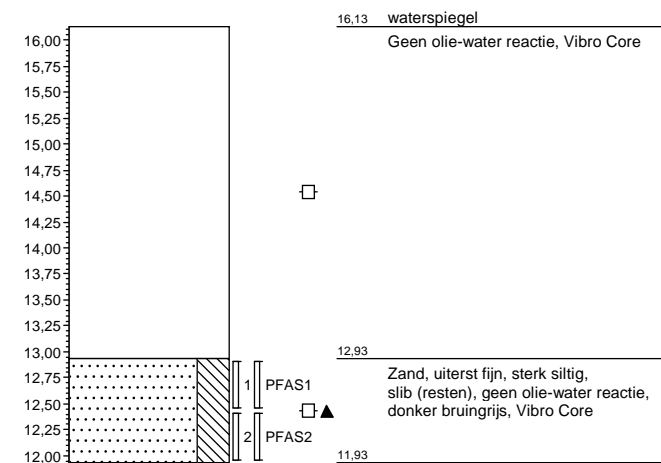 16,13 waterspiegel
Geen olie-water reactie, Vibro Core
16,00
15,75
15,50
15,25
15,00
14,75
14,50
14,25
14,00
13,75
13,50
13,25
13,00
12,75
12,50
12,25
12,00
12,93
Zand, uiterst fijn, sterk siltig,
slib (resten), geen olie-water reactie,
donker bruingrijs, Vibro Core
1 PFAS1
2 PFAS2
11,93